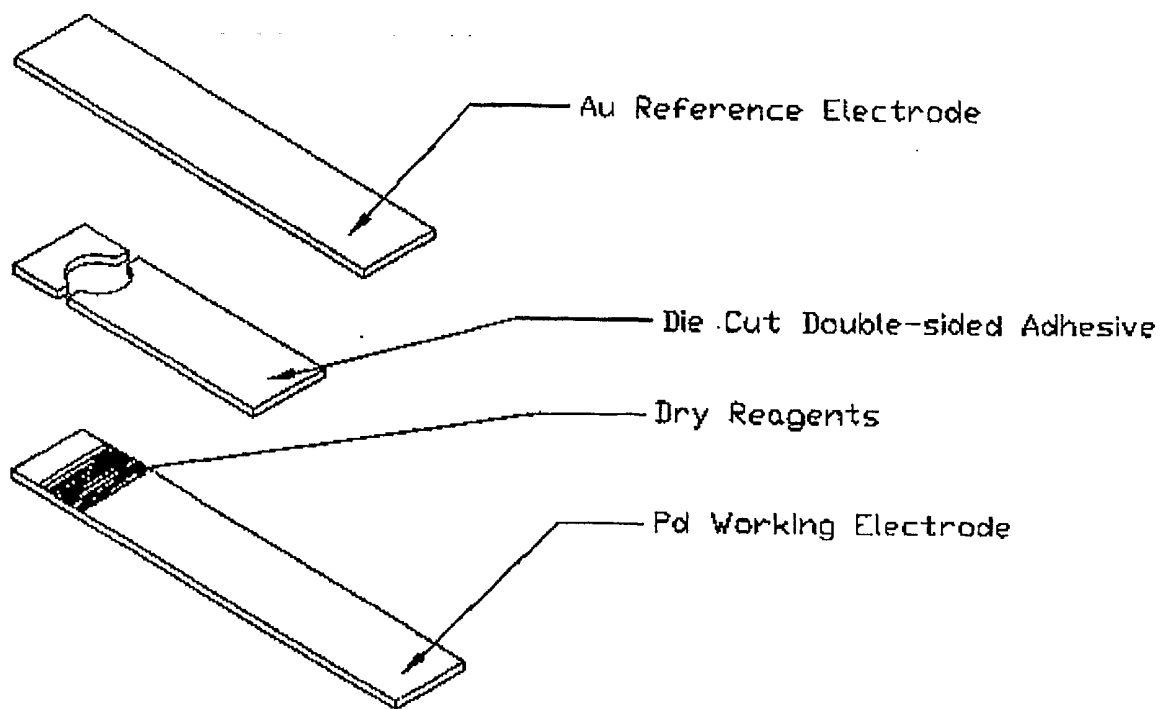 Au Reference Electrode
Die Cut Double-sided Adhesive
Dry Reagents
Pd Working Electrode